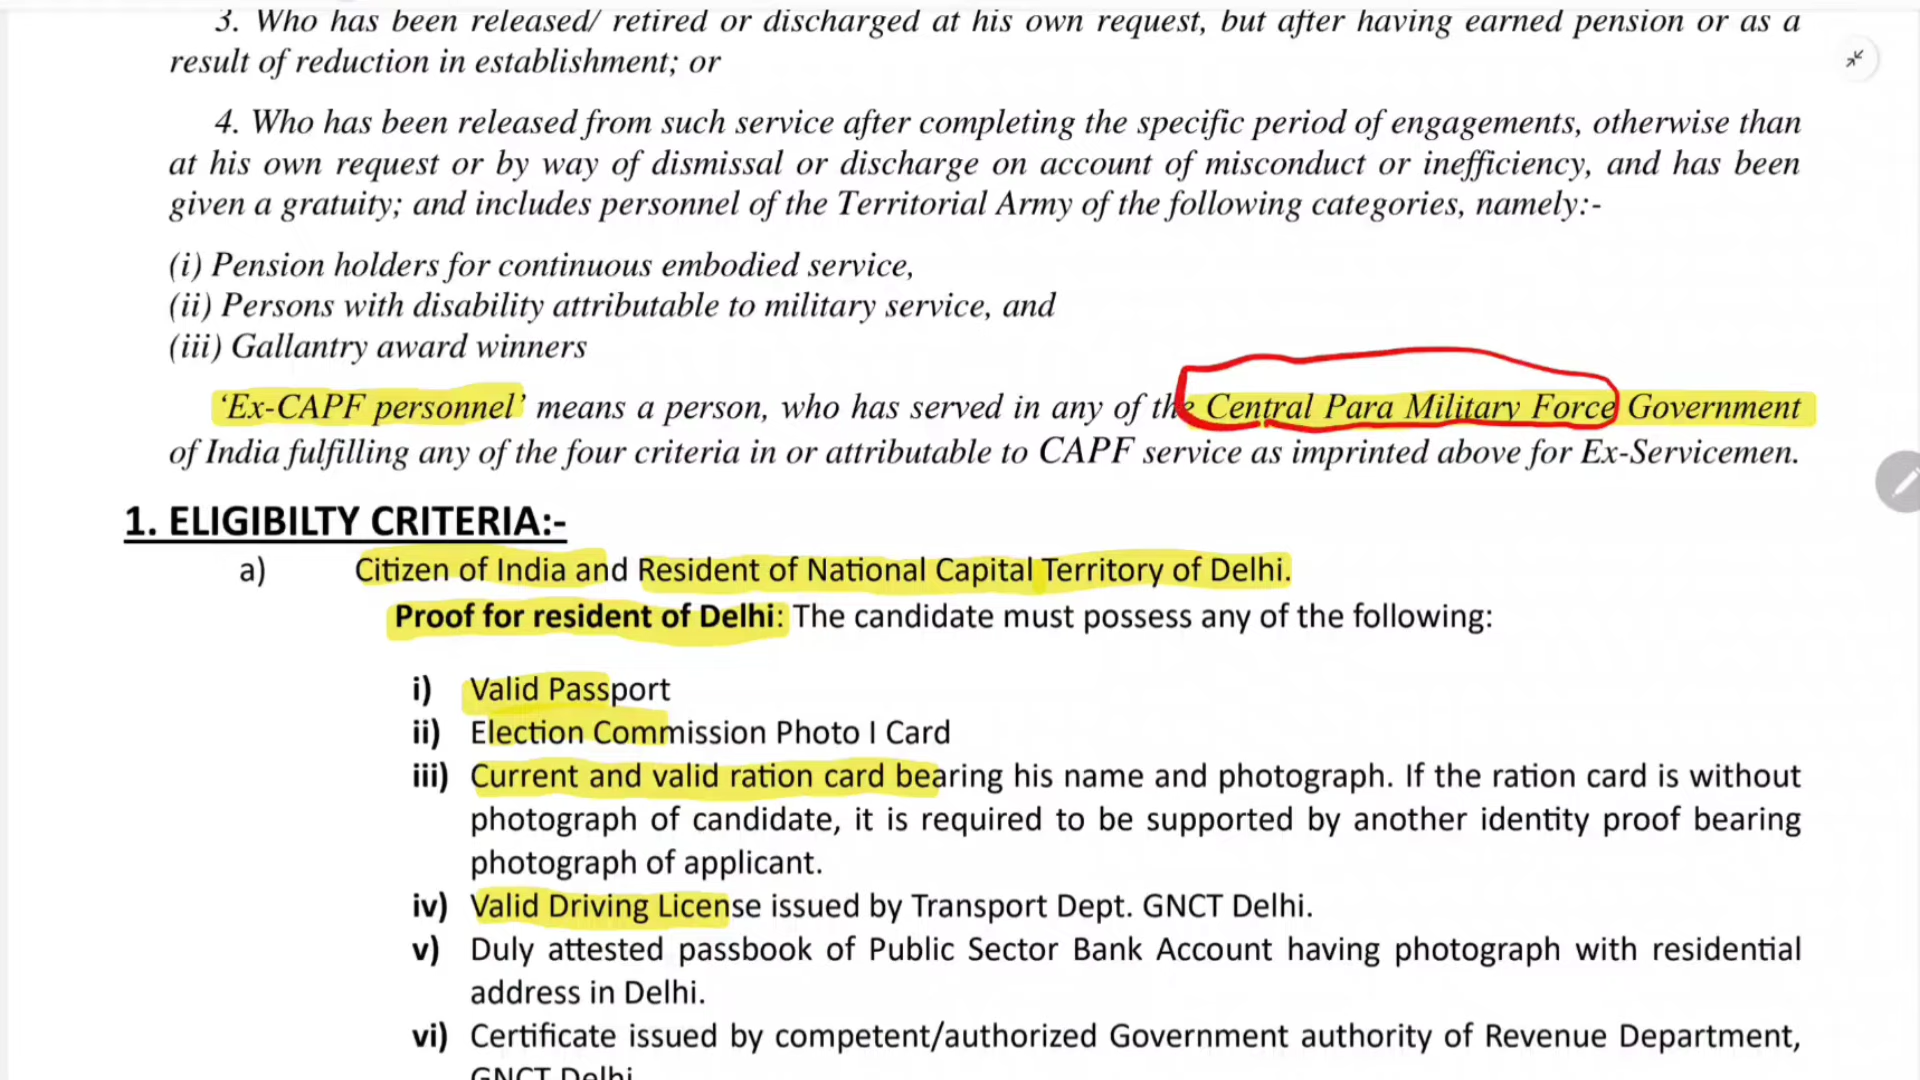 3. Who has been released/ retired or discharged at his own request, but after having earned pension or as a
result of reduction in establishment; or
4. Who has been released from such service after completing the specific period of engagements, otherwise than
at his own request or by way of dismissal or discharge on account of misconduct or inefficiency, and has been
given a gratuity; and includes personnel of the Territorial Army of the following categories, namely:-
(i) Pension holders for continuous embodied service,
(ii) Persons with disability attributable to military service, and
(iii) Gallantry award winners
‘Ex-CAPF personnel’ means a person, who has served in any of the Central Para Military Force Government
of India fulfilling any of the four criteria in or attributable to CAPF service as imprinted above for Ex-Servicemen.
1. ELIGIBILTY CRITERIA:-
a) Citizen of India and Resident of National Capital Territory of Delhi.
Proof for resident of Delhi: The candidate must possess any of the following:
i) Valid Passport
ii) Election Commission Photo I Card
iii) Current and valid ration card bearing his name and photograph. If the ration card is without
photograph of candidate, it is required to be supported by another identity proof bearing
photograph of applicant.
iv) Valid Driving License issued by Transport Dept. GNCT Delhi.
v) Duly attested passbook of Public Sector Bank Account having photograph with residential
address in Delhi.
vi) Certificate issued by competent/authorized Government authority of Revenue Department,
GNCT Delhi